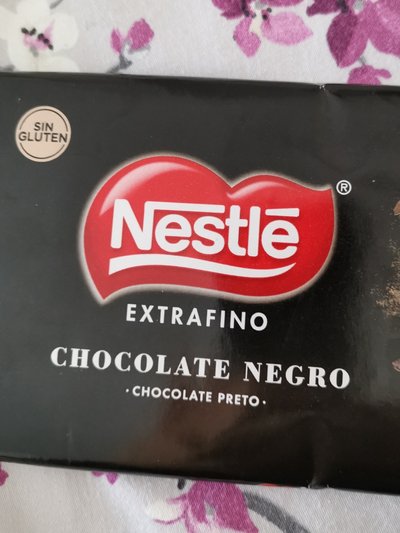 SIN
GLUTEN
Nestlé
®
EXTRAFINO
CHOCOLATE NEGRO
· CHOCOLATE PRETO ·